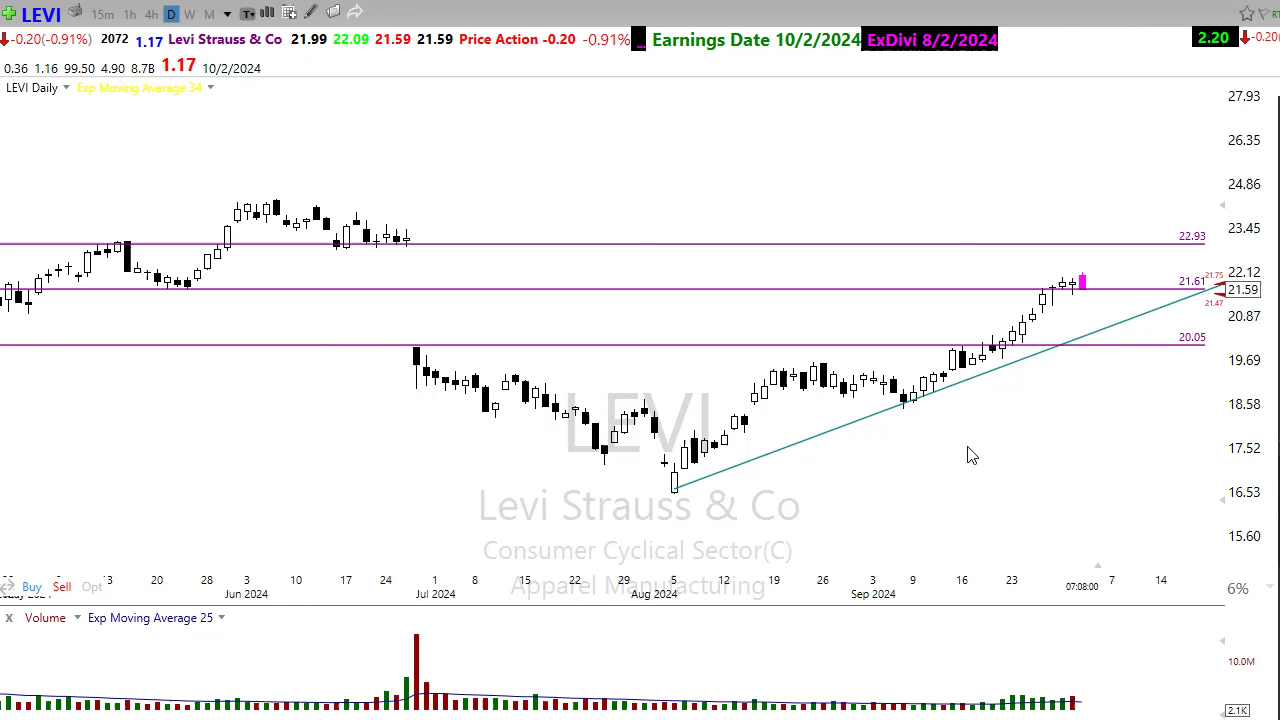 LEVI 15m 1h 4h D W M
-0.20(-0.91%) 2072 1.17 Levi Strauss & Co 21.99 22.09 21.59 21.59 Price Action -0.20 -0.91% ... Earnings Date 10/2/2024 ExDivi 8/2/2024 2.20 -0.20
0.36 1.16 99.50 4.90 8.7B 1.17 10/2/2024
LEVI Daily Exp Moving Average 34
27.93
26.35
24.86
23.45
22.93
22.12
21.75
21.61
21.59
21.47
20.87
20.05
19.69
18.58
17.52
16.53
15.60
LEVI
Levi Strauss & Co
Consumer Cyclical Sector(C)
Apparel Manufacturing
13 20 28 3 10 17 24 1 8 15 22 29 5 12 19 26 3 9 16 23 7 14
Jun 2024 Jul 2024 Aug 2024 Sep 2024 07:08:00
Buy Sell Opt 6%
X Volume Exp Moving Average 25
10.0M
2.1K